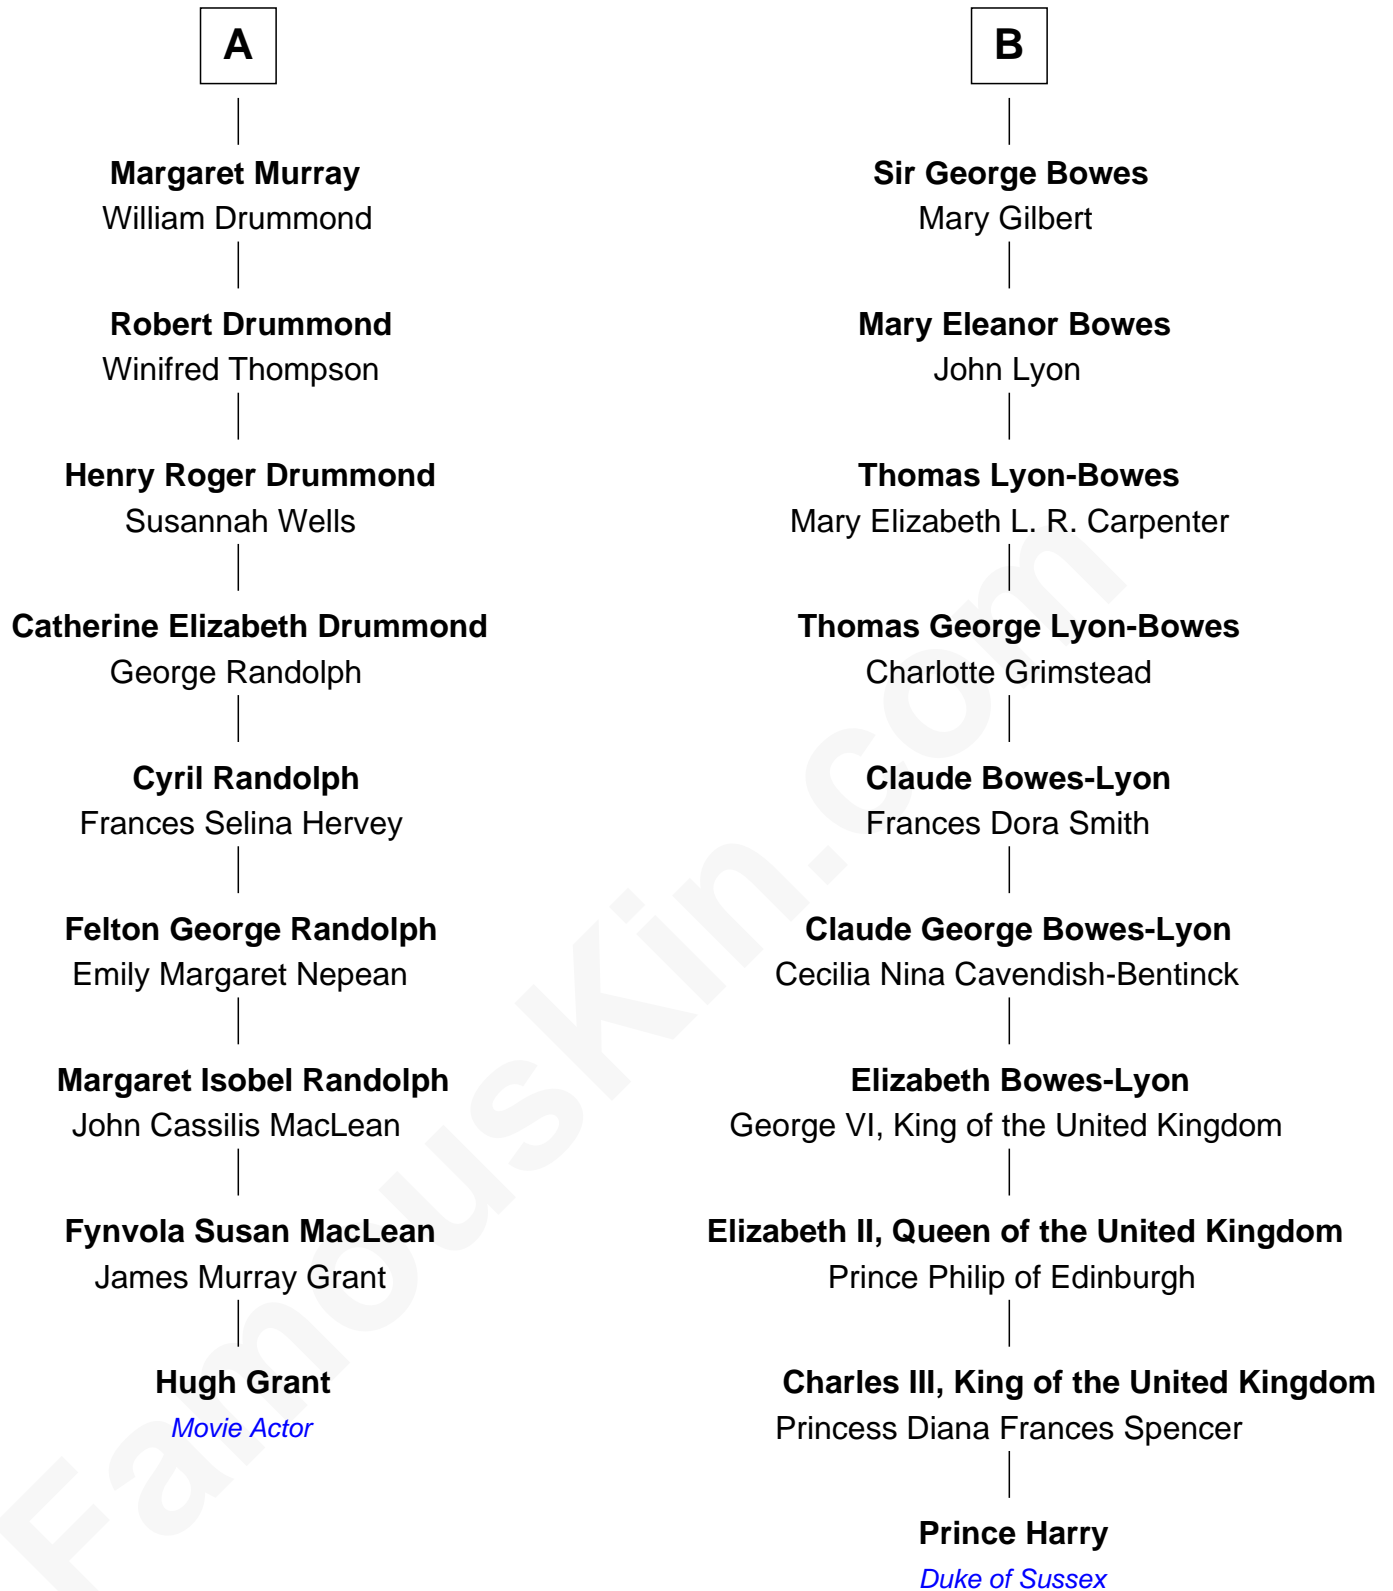 A
Margaret Murray
William Drummond
Robert Drummond
Winifred Thompson
Henry Roger Drummond
Susannah Wells
Catherine Elizabeth Drummond
George Randolph
Cyril Randolph
Frances Selina Hervey
Felton George Randolph
Emily Margaret Nepean
Margaret Isobel Randolph
John Cassilis MacLean
Fynvola Susan MacLean
James Murray Grant
Hugh Grant
Movie Actor
B
Sir George Bowes
Mary Gilbert
Mary Eleanor Bowes
John Lyon
Thomas Lyon-Bowes
Mary Elizabeth L. R. Carpenter
Thomas George Lyon-Bowes
Charlotte Grimstead
Claude Bowes-Lyon
Frances Dora Smith
Claude George Bowes-Lyon
Cecilia Nina Cavendish-Bentinck
Elizabeth Bowes-Lyon
George VI, King of the United Kingdom
Elizabeth II, Queen of the United Kingdom
Prince Philip of Edinburgh
Charles III, King of the United Kingdom
Princess Diana Frances Spencer
Prince Harry
Duke of Sussex
FamousKin.com